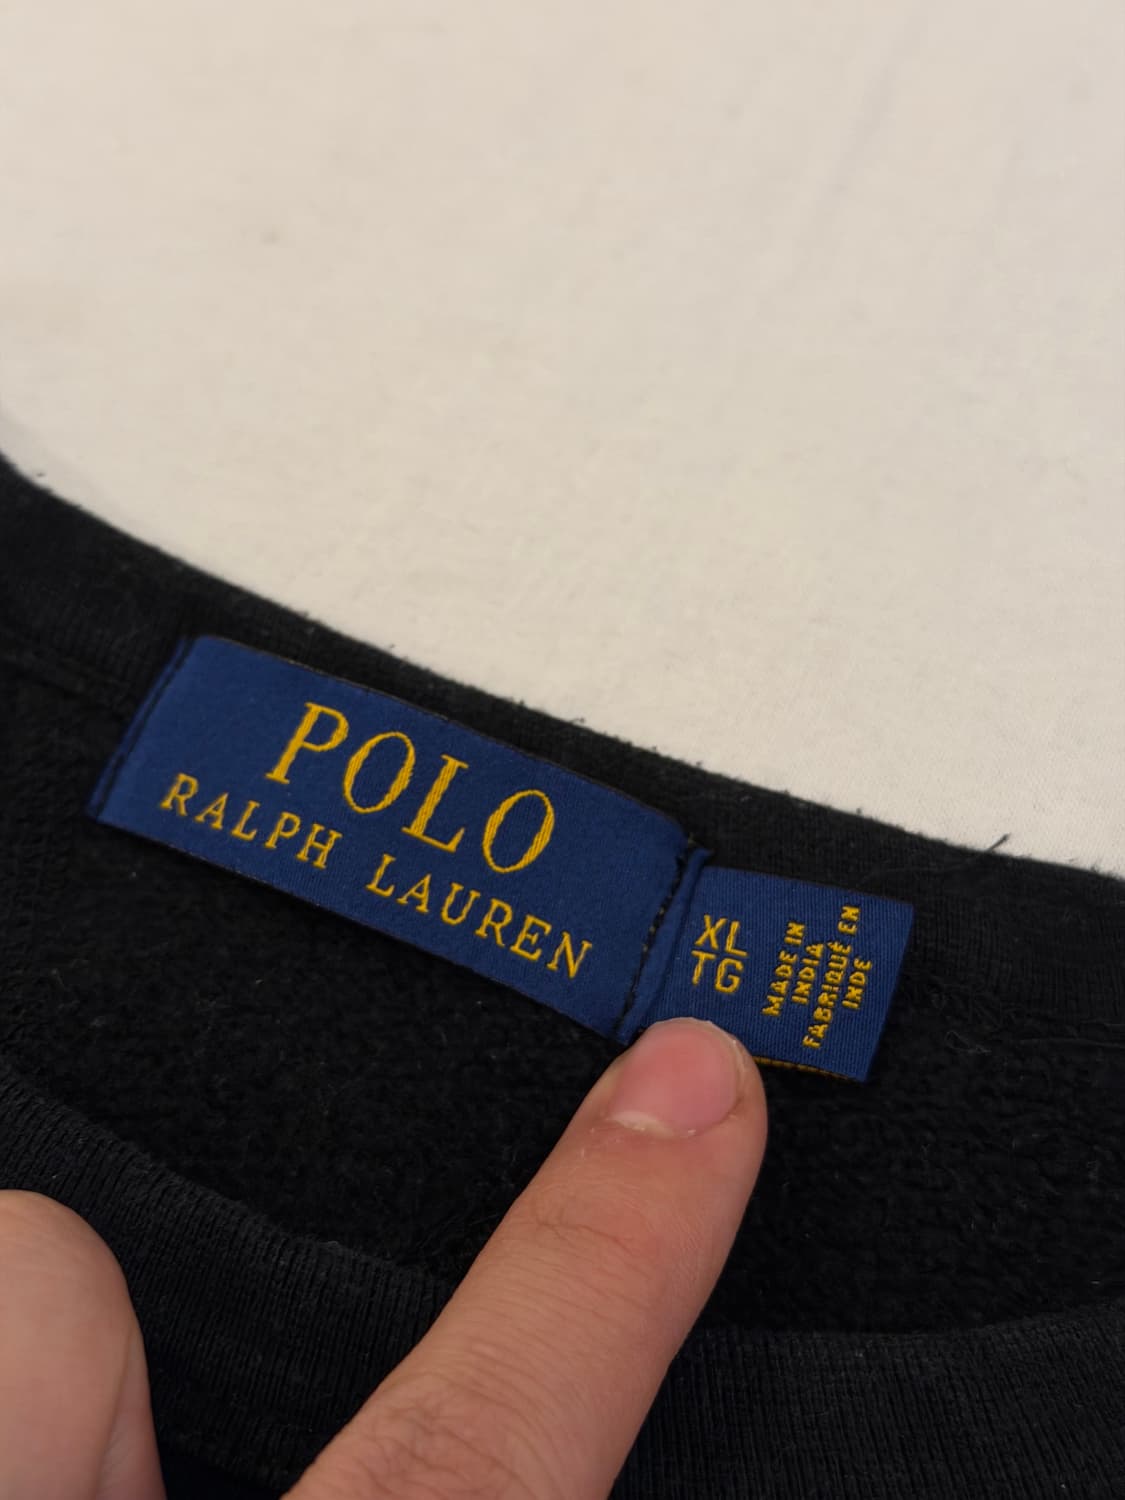 POLO
RALPH LAUREN
XL
TG
MADE IN
INDIA
FABRIQUÉ EN
INDE